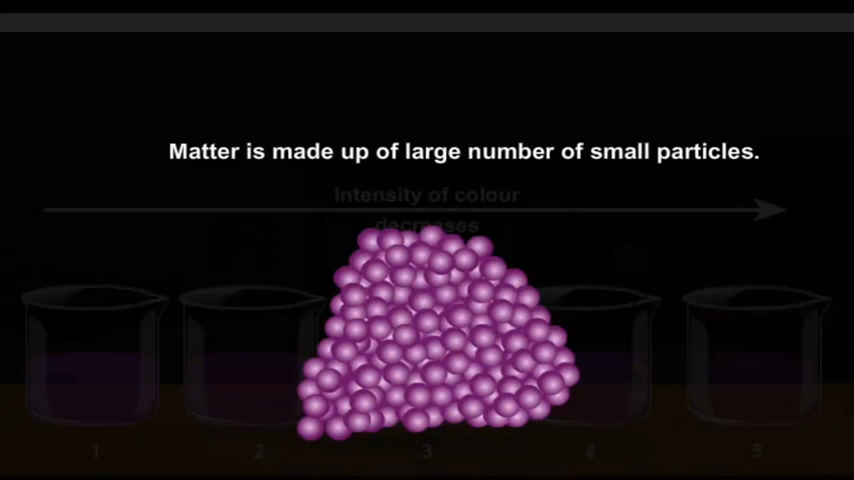 Matter is made up of large number of small particles.
Intensity of colour
decreases
1 2 3 4 5